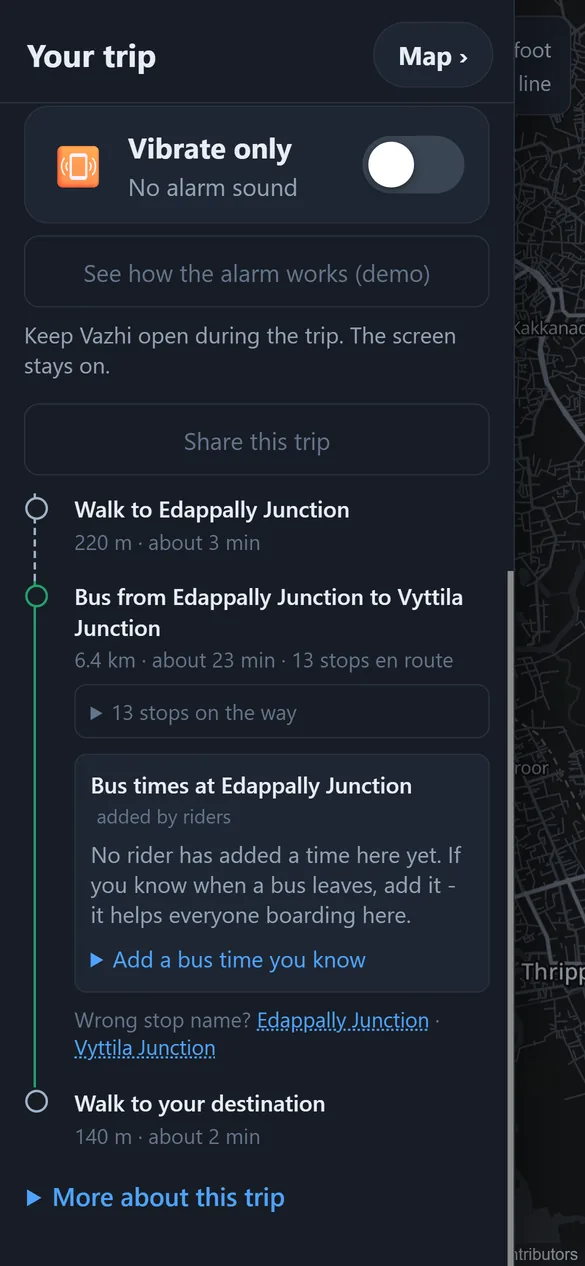 Your trip
Map ›
foot
line
Vibrate only
No alarm sound
See how the alarm works (demo)
Kakkanad
Keep Vazhi open during the trip. The screen
stays on.
Share this trip
Walk to Edappally Junction
220 m · about 3 min
Bus from Edappally Junction to Vyttila
Junction
6.4 km · about 23 min · 13 stops en route
▶ 13 stops on the way
roor
Bus times at Edappally Junction
added by riders
No rider has added a time here yet. If
you know when a bus leaves, add it -
it helps everyone boarding here.
▶ Add a bus time you know
Thripp
Wrong stop name? Edappally Junction ·
Vyttila Junction
Walk to your destination
140 m · about 2 min
▶ More about this trip
ntributors